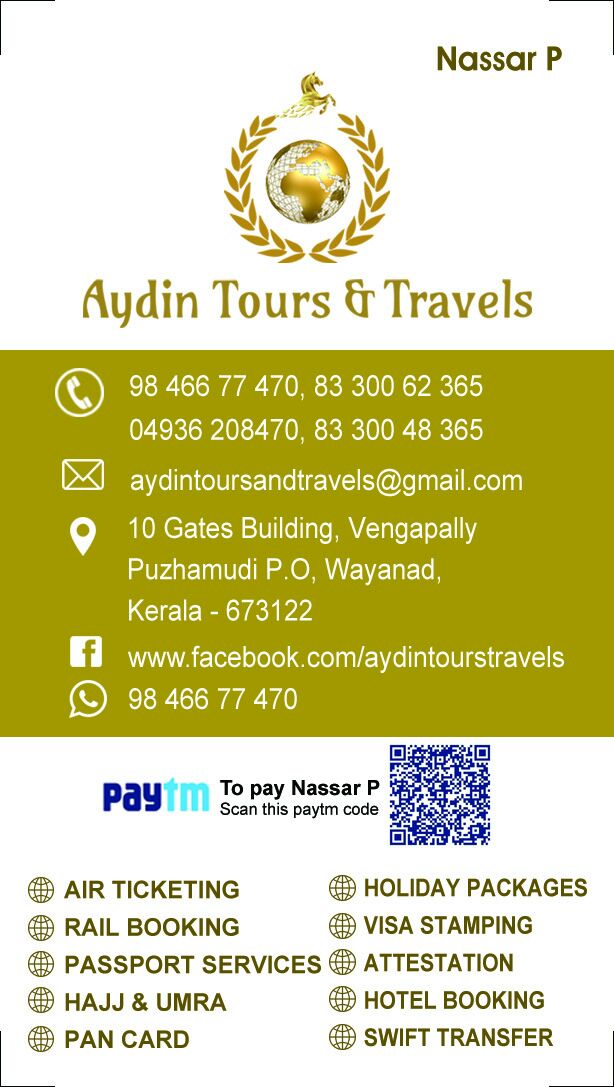 Nassar P
Aydin Tours & Travels
98 466 77 470, 83 300 62 365
04936 208470, 83 300 48 365
aydintoursandtravels@gmail.com
10 Gates Building, Vengapally
Puzhamudi P.O, Wayanad,
Kerala - 673122
www.facebook.com/aydintourstravels
98 466 77 470
paytm
To pay Nassar P
Scan this paytm code
AIR TICKETING
RAIL BOOKING
PASSPORT SERVICES
HAJJ & UMRA
PAN CARD
HOLIDAY PACKAGES
VISA STAMPING
ATTESTATION
HOTEL BOOKING
SWIFT TRANSFER